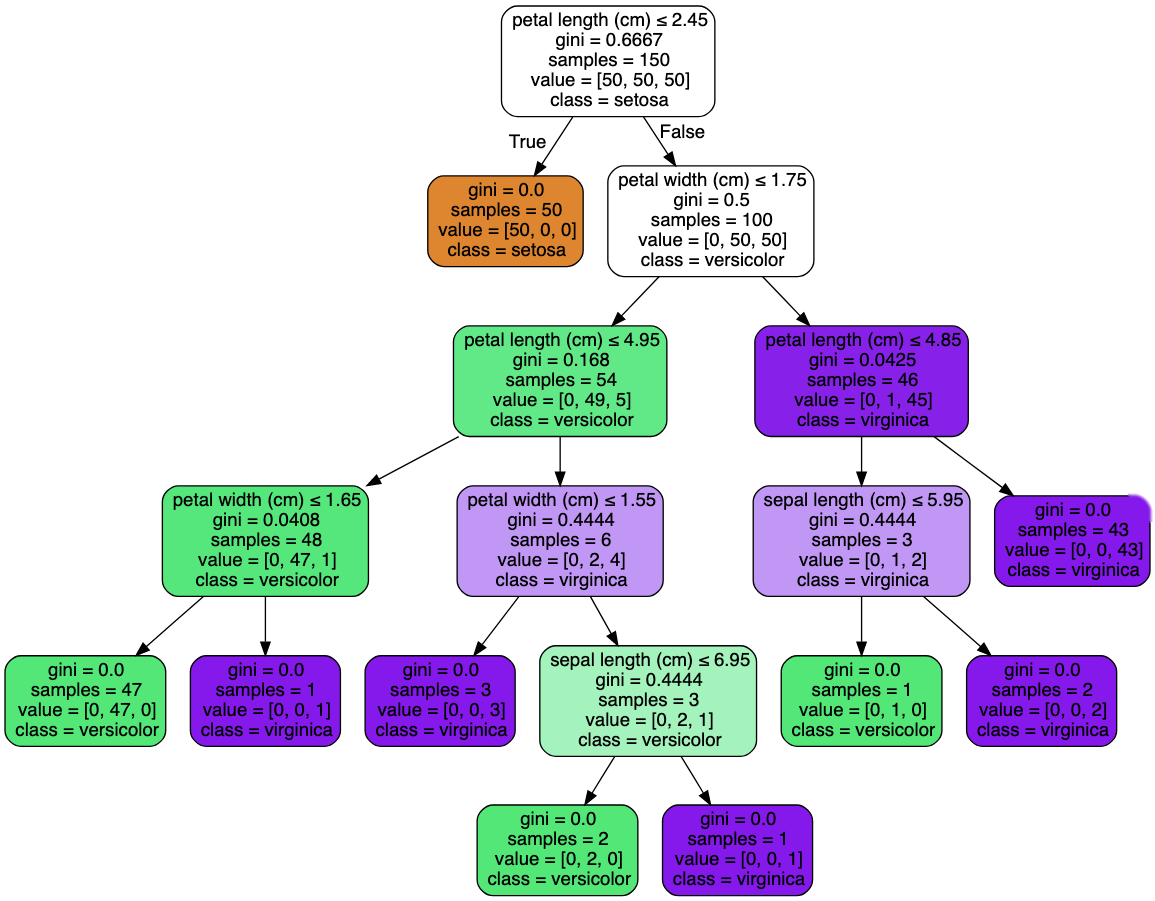 petal length (cm) ≤ 2.45
gini = 0.6667
samples = 150
value = [50, 50, 50]
class = setosa
True
False
gini = 0.0
samples = 50
value = [50, 0, 0]
class = setosa
petal width (cm) ≤ 1.75
gini = 0.5
samples = 100
value = [0, 50, 50]
class = versicolor
petal length (cm) ≤ 4.95
gini = 0.168
samples = 54
value = [0, 49, 5]
class = versicolor
petal length (cm) ≤ 4.85
gini = 0.0425
samples = 46
value = [0, 1, 45]
class = virginica
petal width (cm) ≤ 1.65
gini = 0.0408
samples = 48
value = [0, 47, 1]
class = versicolor
petal width (cm) ≤ 1.55
gini = 0.4444
samples = 6
value = [0, 2, 4]
class = virginica
sepal length (cm) ≤ 5.95
gini = 0.4444
samples = 3
value = [0, 1, 2]
class = virginica
gini = 0.0
samples = 43
value = [0, 0, 43]
class = virginica
gini = 0.0
samples = 47
value = [0, 47, 0]
class = versicolor
gini = 0.0
samples = 1
value = [0, 0, 1]
class = virginica
gini = 0.0
samples = 3
value = [0, 0, 3]
class = virginica
sepal length (cm) ≤ 6.95
gini = 0.4444
samples = 3
value = [0, 2, 1]
class = versicolor
gini = 0.0
samples = 1
value = [0, 1, 0]
class = versicolor
gini = 0.0
samples = 2
value = [0, 0, 2]
class = virginica
gini = 0.0
samples = 2
value = [0, 2, 0]
class = versicolor
gini = 0.0
samples = 1
value = [0, 0, 1]
class = virginica